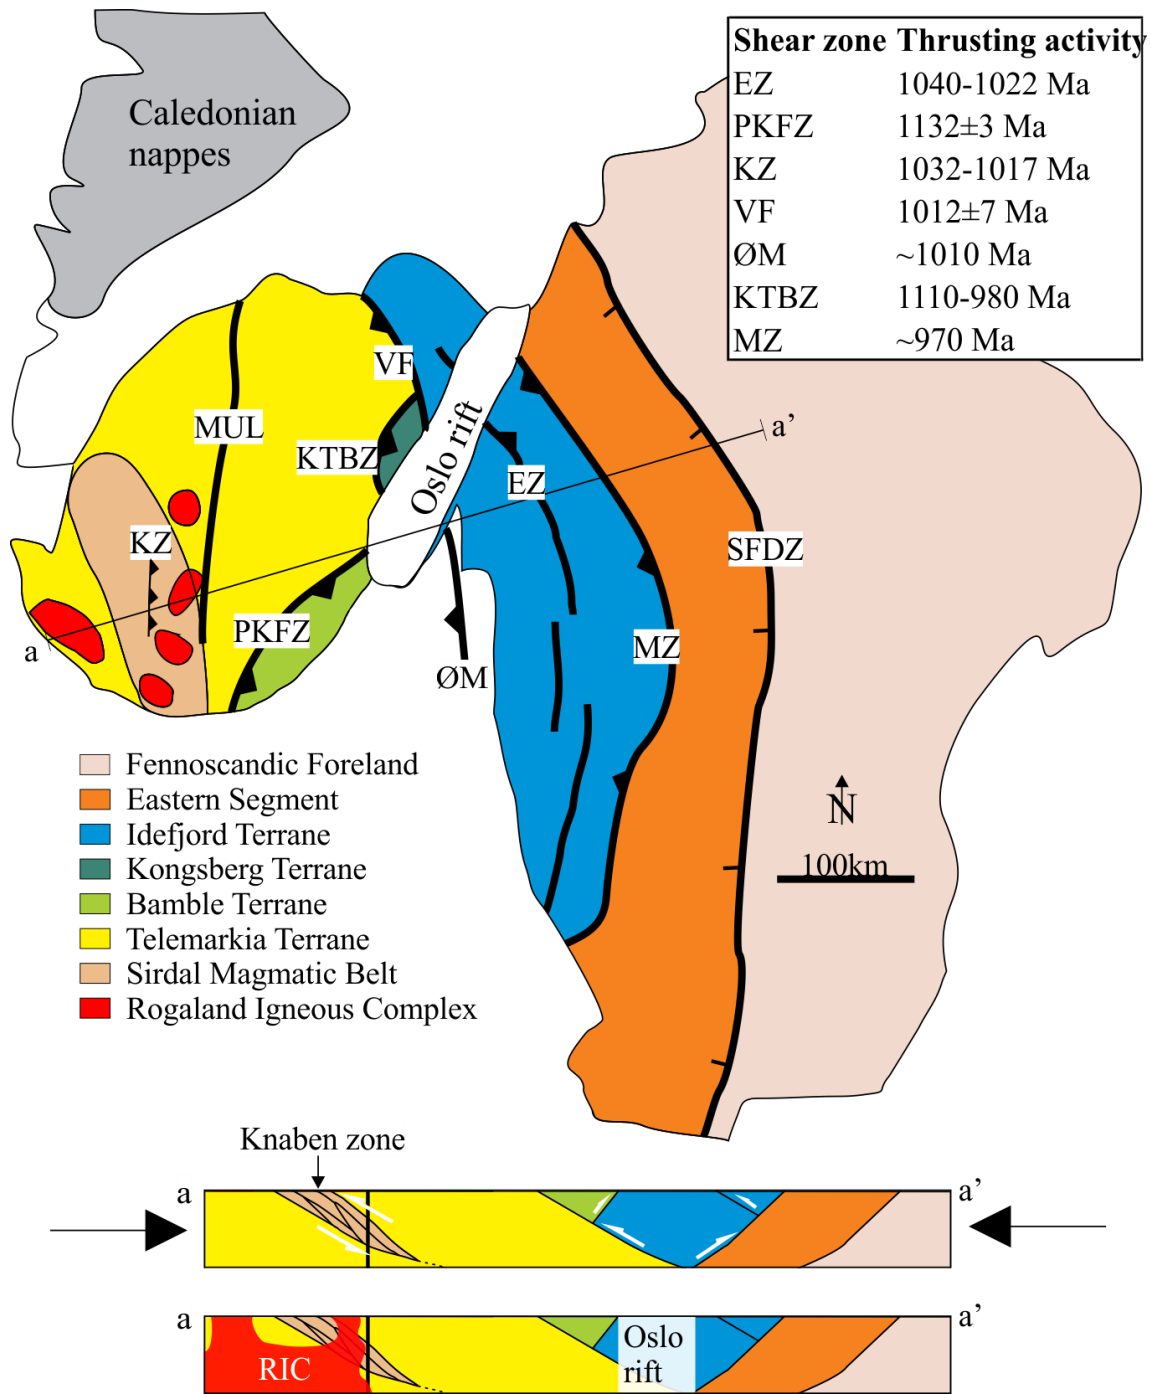 Shear zone Thrusting activity
EZ 1040-1022 Ma
PKFZ 1132±3 Ma
KZ 1032-1017 Ma
VF 1012±7 Ma
ØM ~1010 Ma
KTBZ 1110-980 Ma
MZ ~970 Ma
Caledonian
nappes
VF
MUL
KTBZ
Oslo rift
EZ
a'
KZ
SFDZ
PKFZ
MZ
a
ØM
Fennoscandic Foreland
Eastern Segment
Idefjord Terrane
Kongsberg Terrane
Bamble Terrane
Telemarkia Terrane
Sirdal Magmatic Belt
Rogaland Igneous Complex
N
100km
Knaben zone
a a'
a a'
RIC
Oslo
rift